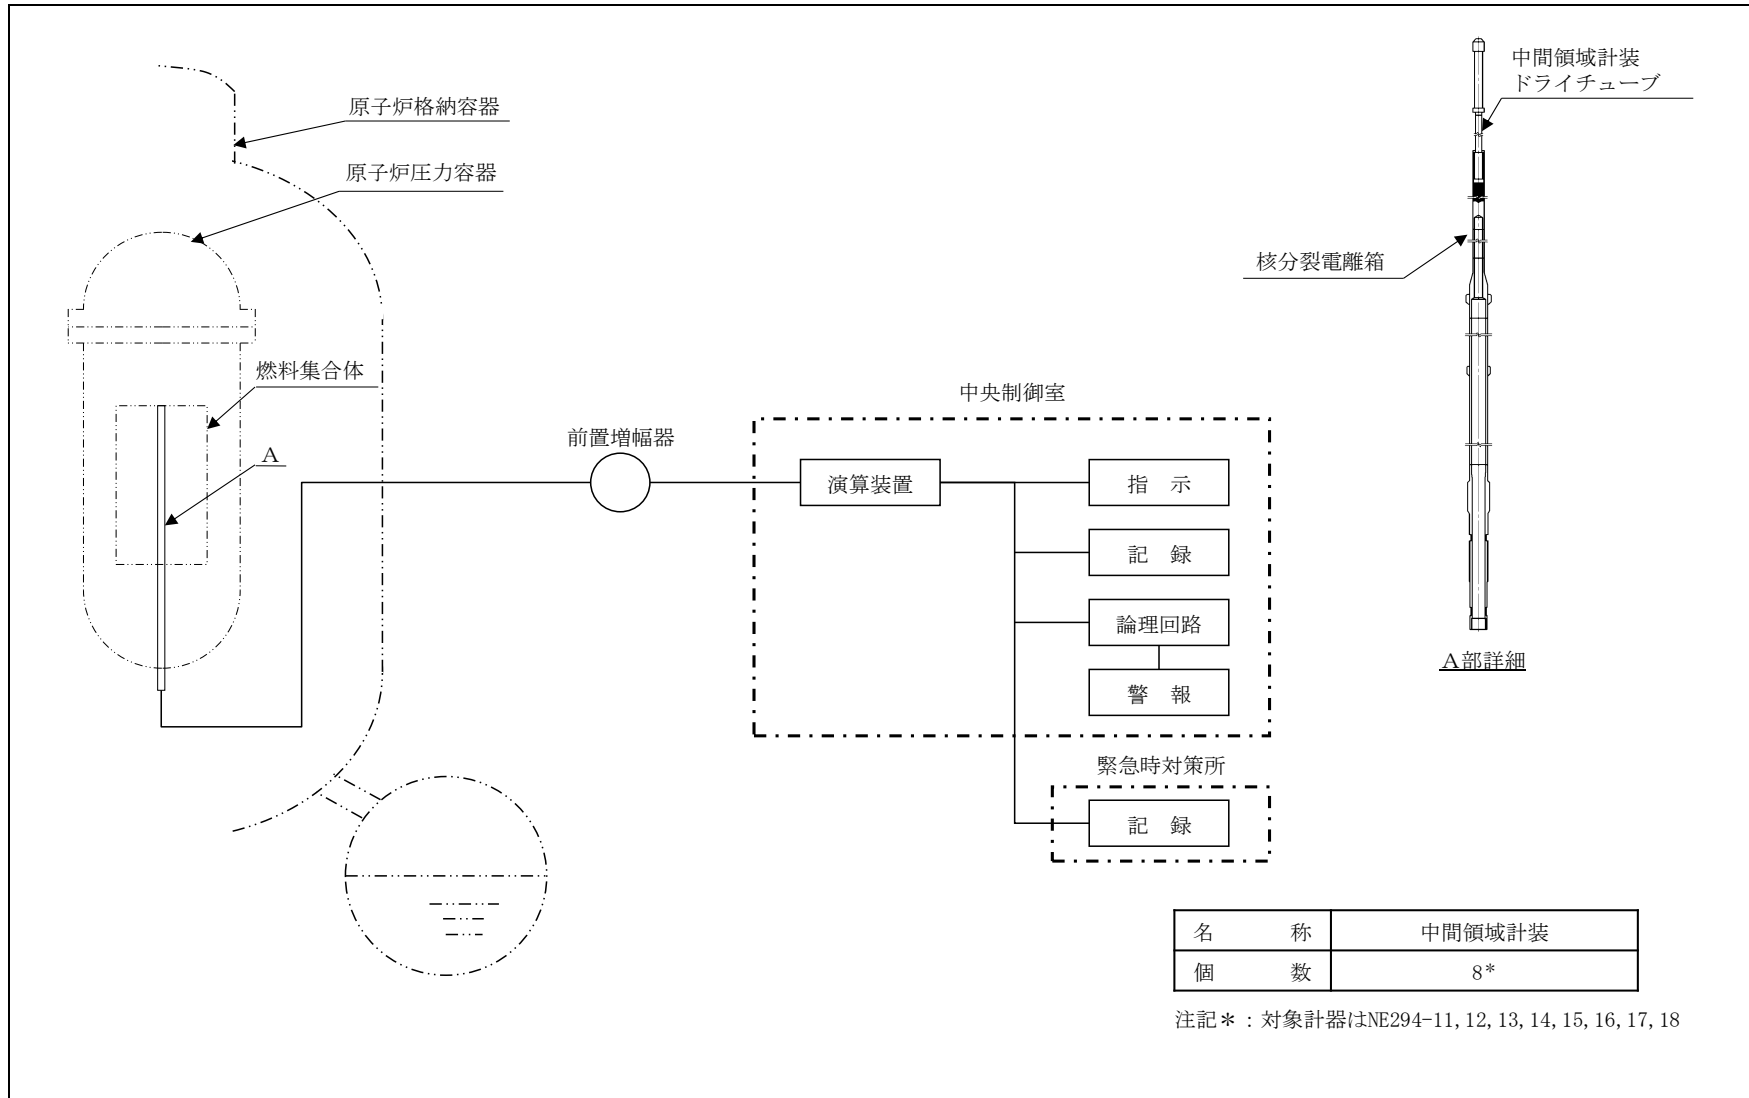 原子炉格納容器
原子炉圧力容器
燃料集合体
A
前置増幅器
中央制御室
演算装置
指 示
記 録
論理回路
警 報
緊急時対策所
記 録
中間領域計装
ドライチューブ
核分裂電離箱
A部詳細
名 称 中間領域計装
個 数 8*
注記*:対象計器はNE294-11,12,13,14,15,16,17,18